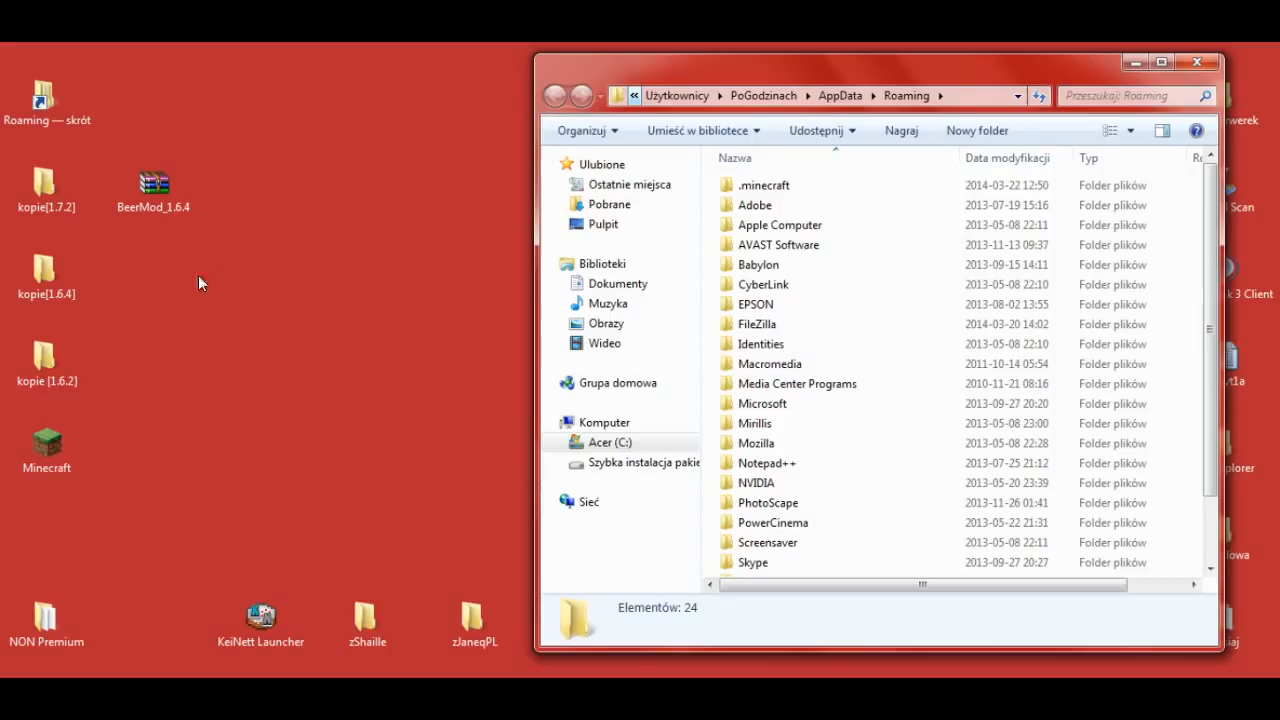 Roaming — skrót
kopie[1.7.2]
BeerMod_1.6.4
kopie[1.6.4]
kopie [1.6.2]
Minecraft
NON Premium
KeiNett Launcher
zShaille
zJaneqPL
« Użytkownicy PoGodzinach AppData Roaming
Przeszukaj: Roaming
Organizuj Umieść w bibliotece Udostępnij Nagraj Nowy folder
Ulubione
Ostatnie miejsca
Pobrane
Pulpit
Biblioteki
Dokumenty
Muzyka
Obrazy
Wideo
Grupa domowa
Komputer
Acer (C:)
Szybka instalacja pakie
Sieć
Nazwa Data modyfikacji Typ
.minecraft 2014-03-22 12:50 Folder plików
Adobe 2013-07-19 15:16 Folder plików
Apple Computer 2013-05-08 22:11 Folder plików
AVAST Software 2013-11-13 09:37 Folder plików
Babylon 2013-09-15 14:11 Folder plików
CyberLink 2013-05-08 22:10 Folder plików
EPSON 2013-08-02 13:55 Folder plików
FileZilla 2014-03-20 14:02 Folder plików
Identities 2013-05-08 22:10 Folder plików
Macromedia 2011-10-14 05:54 Folder plików
Media Center Programs 2010-11-21 08:16 Folder plików
Microsoft 2013-09-27 20:20 Folder plików
Mirillis 2013-05-08 23:00 Folder plików
Mozilla 2013-05-08 22:28 Folder plików
Notepad++ 2013-07-25 21:12 Folder plików
NVIDIA 2013-05-20 23:39 Folder plików
PhotoScape 2013-11-26 01:41 Folder plików
PowerCinema 2013-05-22 21:31 Folder plików
Screensaver 2013-05-08 22:11 Folder plików
Skype 2013-09-27 20:27 Folder plików
Elementów: 24
werek
Scan
k 3 Client
yt1a
plorer
lowa